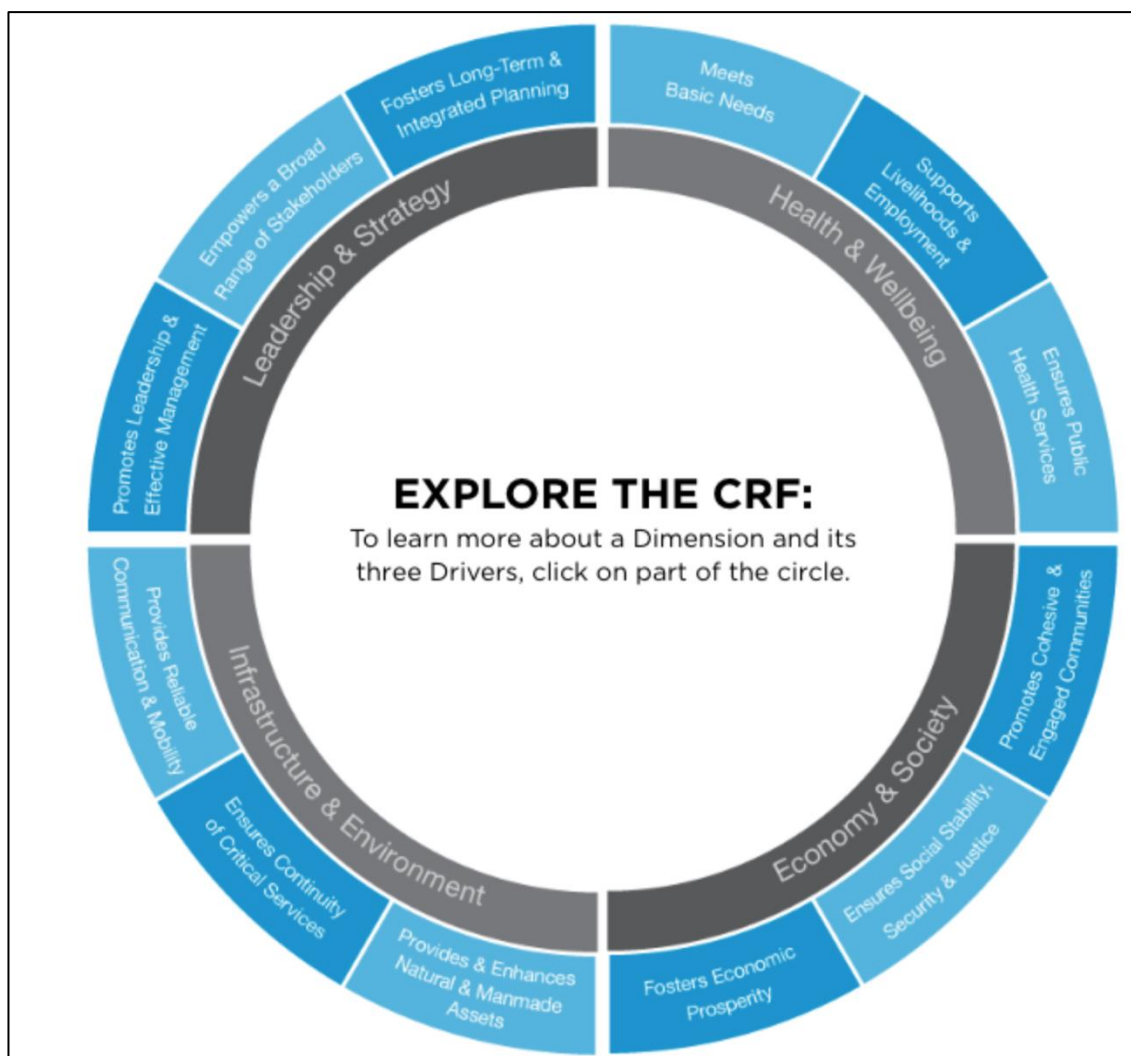 Fosters Long-Term &
Integrated Planning
Meets
Basic Needs
Supports
Livelihoods &
Employment
Ensures Public
Health Services
Promotes Cohesive &
Engaged Communities
Ensures Social Stability,
Security & Justice
Fosters Economic
Prosperity
Provides & Enhances
Natural & Manmade
Assets
Ensures Continuity
of Critical Services
Provides Reliable
Communication & Mobility
Promotes Leadership &
Effective Management
Empowers a Broad
Range of Stakeholders
Leadership & Strategy
Health & Wellbeing
Economy & Society
Infrastructure & Environment
EXPLORE THE CRF:
To learn more about a Dimension and its
three Drivers, click on part of the circle.